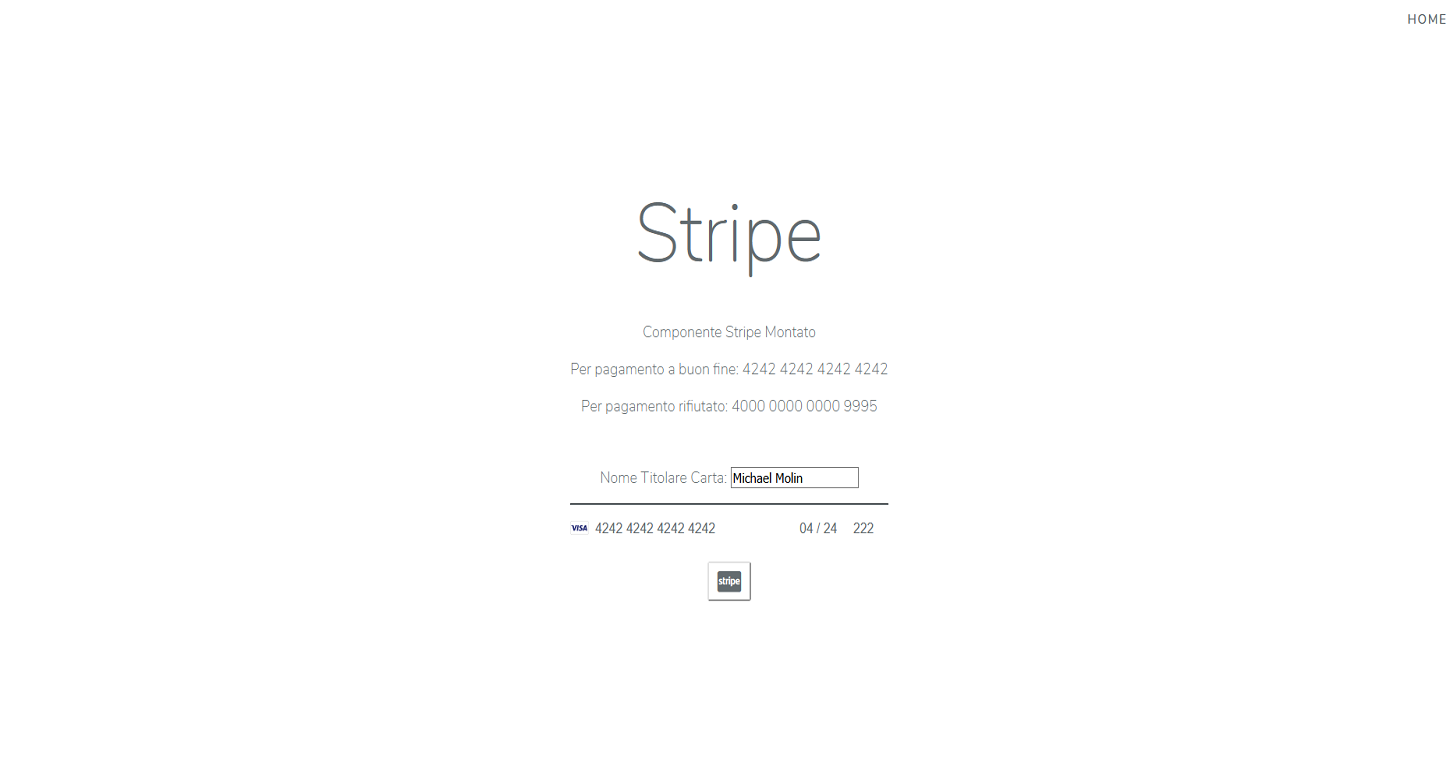 HOME
Stripe
Componente Stripe Montato
Per pagamento a buon fine: 4242 4242 4242 4242
Per pagamento rifiutato: 4000 0000 0000 9995
Nome Titolare Carta: Michael Molin
VISA 4242 4242 4242 4242 04 / 24 222
stripe